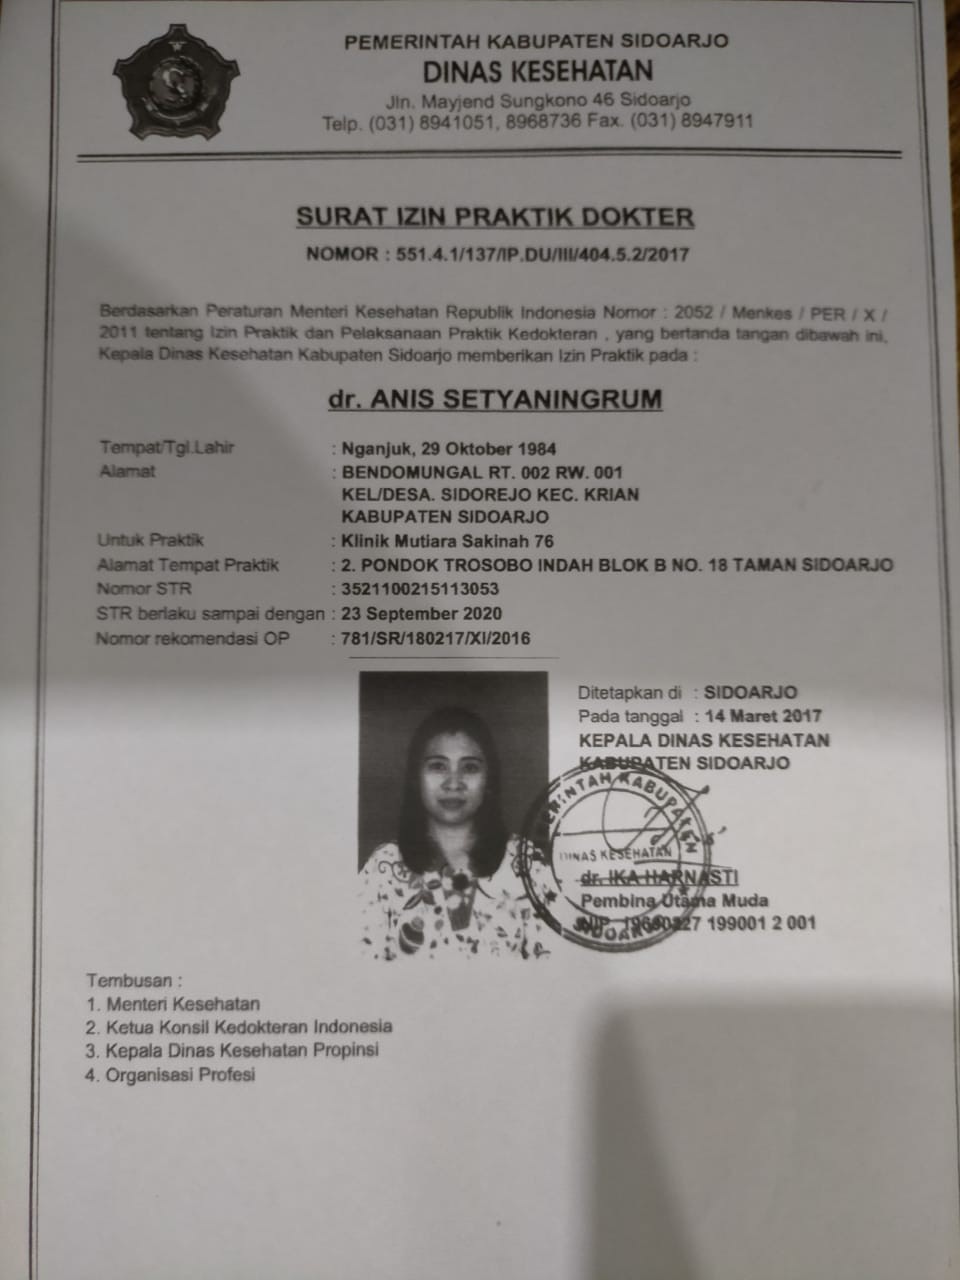 PEMERINTAH KABUPATEN SIDOARJO
DINAS KESEHATAN
Jln. Mayjend Sungkono 46 Sidoarjo
Telp. (031) 8941051, 8968736 Fax. (031) 8947911
SURAT IZIN PRAKTIK DOKTER
NOMOR : 551.4.1/137/IP.DU/III/404.5.2/2017
Berdasarkan Peraturan Menteri Kesehatan Republik Indonesia Nomor : 2052 / Menkes / PER / X /
2011 tentang Izin Praktik dan Pelaksanaan Praktik Kedokteran , yang bertanda tangan dibawah ini,
Kepala Dinas Kesehatan Kabupaten Sidoarjo memberikan Izin Praktik pada :
dr. ANIS SETYANINGRUM
Tempat/Tgl.Lahir : Nganjuk, 29 Oktober 1984
Alamat : BENDOMUNGAL RT. 002 RW. 001
KEL/DESA. SIDOREJO KEC. KRIAN
KABUPATEN SIDOARJO
Untuk Praktik : Klinik Mutiara Sakinah 76
Alamat Tempat Praktik : 2. PONDOK TROSOBO INDAH BLOK B NO. 18 TAMAN SIDOARJO
Nomor STR : 3521100215113053
STR berlaku sampai dengan : 23 September 2020
Nomor rekomendasi OP : 781/SR/180217/XI/2016
Ditetapkan di : SIDOARJO
Pada tanggal : 14 Maret 2017
KEPALA DINAS KESEHATAN
KABUPATEN SIDOARJO
PEMERINTAH KABUPATEN
DINAS KESEHATAN
SIDOARJO
dr. IKA HARNASTI
Pembina Utama Muda
NIP. 199001 2 001
Tembusan :
1. Menteri Kesehatan
2. Ketua Konsil Kedokteran Indonesia
3. Kepala Dinas Kesehatan Propinsi
4. Organisasi Profesi